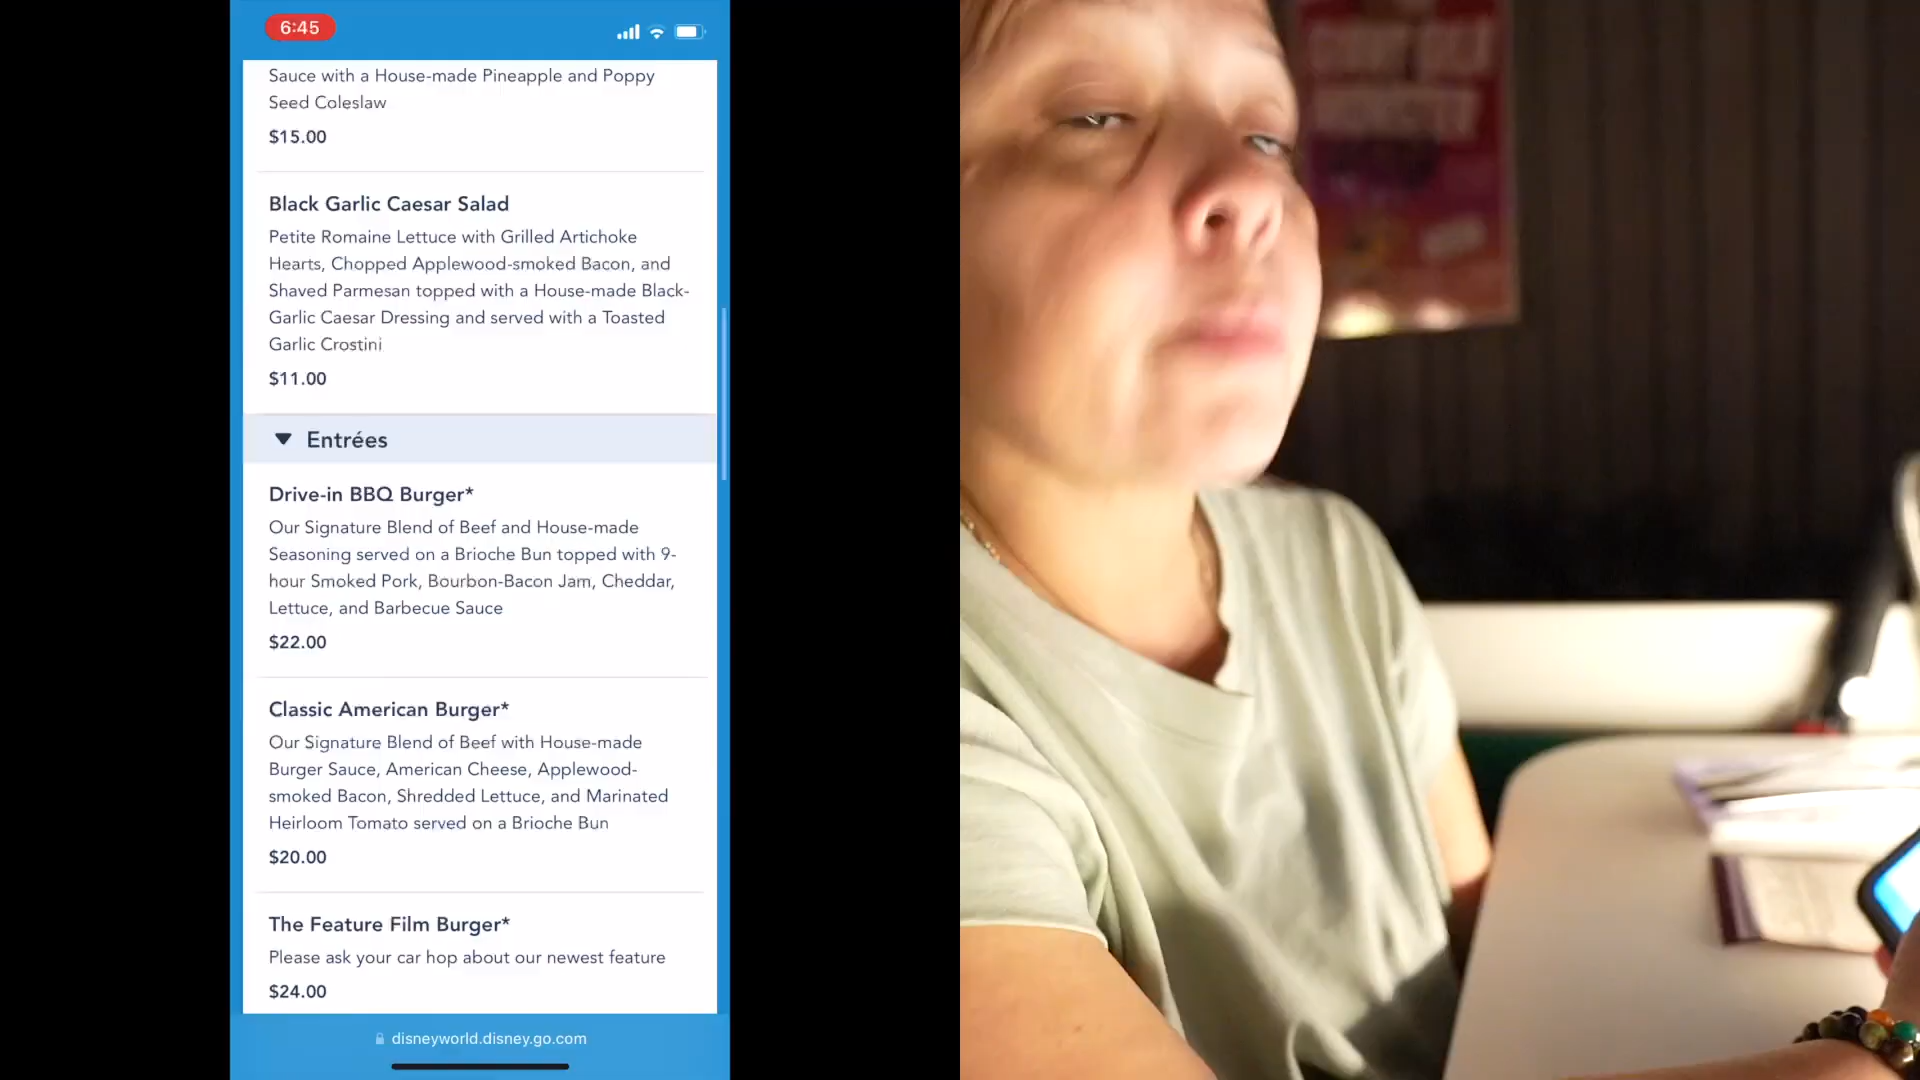 6:45
Sauce with a House-made Pineapple and Poppy
Seed Coleslaw
$15.00
Black Garlic Caesar Salad
Petite Romaine Lettuce with Grilled Artichoke
Hearts, Chopped Applewood-smoked Bacon, and
Shaved Parmesan topped with a House-made Black-
Garlic Caesar Dressing and served with a Toasted
Garlic Crostini
$11.00
Entrées
Drive-in BBQ Burger*
Our Signature Blend of Beef and House-made
Seasoning served on a Brioche Bun topped with 9-
hour Smoked Pork, Bourbon-Bacon Jam, Cheddar,
Lettuce, and Barbecue Sauce
$22.00
Classic American Burger*
Our Signature Blend of Beef with House-made
Burger Sauce, American Cheese, Applewood-
smoked Bacon, Shredded Lettuce, and Marinated
Heirloom Tomato served on a Brioche Bun
$20.00
The Feature Film Burger*
Please ask your car hop about our newest feature
$24.00
disneyworld.disney.go.com